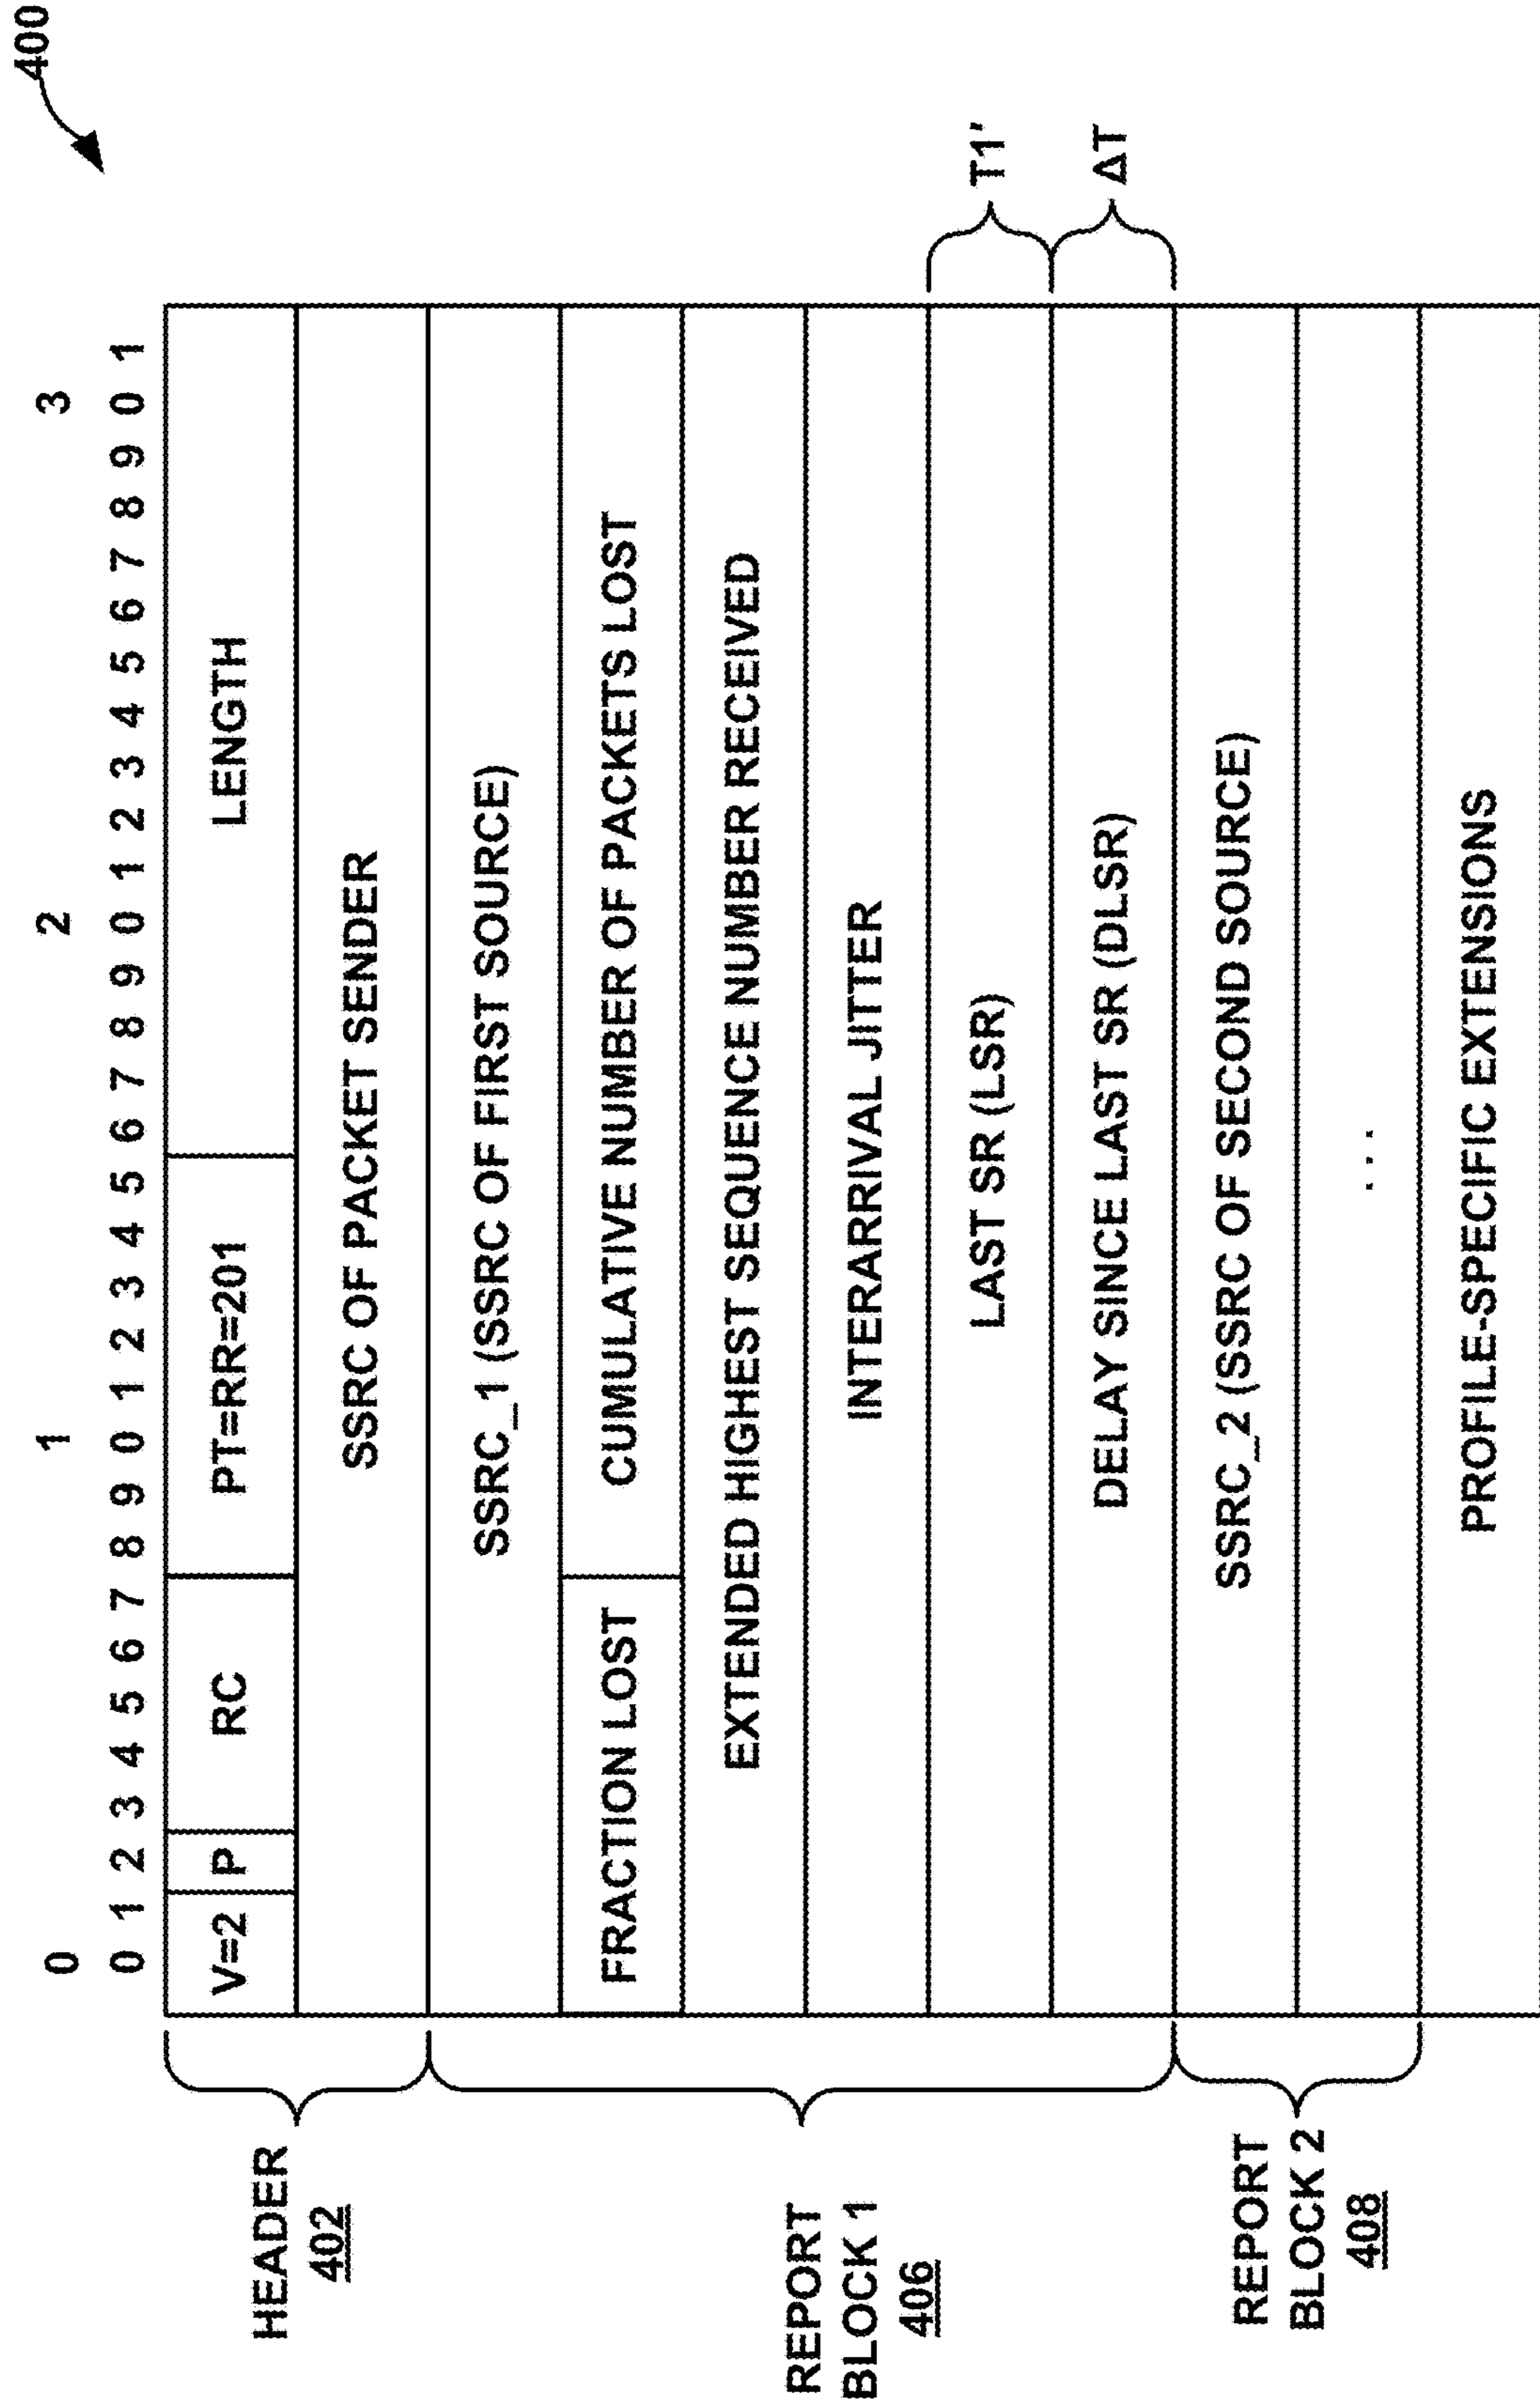 400
0 1 2 3
0 1 2 3 4 5 6 7 8 9 0 1 2 3 4 5 6 7 8 9 0 1 2 3 4 5 6 7 8 9 0 1
HEADER
402
V=2 P RC PT=RR=201 LENGTH
SSRC OF PACKET SENDER
REPORT
BLOCK 1
406
SSRC_1 (SSRC OF FIRST SOURCE)
FRACTION LOST CUMULATIVE NUMBER OF PACKETS LOST
EXTENDED HIGHEST SEQUENCE NUMBER RECEIVED
INTERARRIVAL JITTER
LAST SR (LSR) T1'
DELAY SINCE LAST SR (DLSR) ΔT
REPORT
BLOCK 2
408
SSRC_2 (SSRC OF SECOND SOURCE)
...
PROFILE-SPECIFIC EXTENSIONS